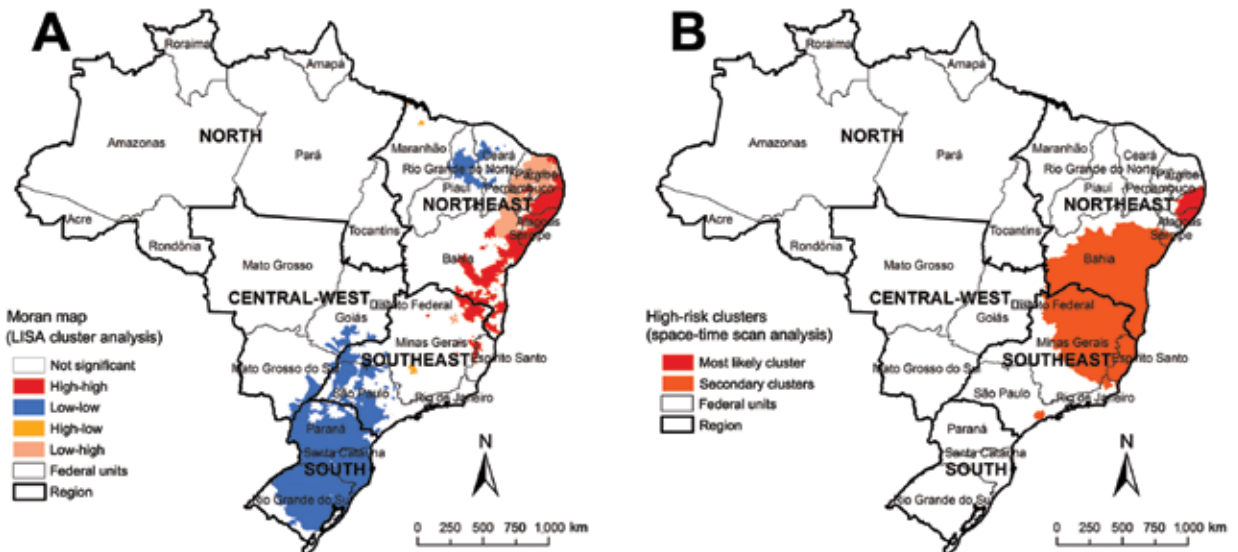 A
Roraima
Amapá
Amazonas
NORTH
Pará
Maranhão
Ceará
Rio Grande do Norte
Paraíba
Piauí
Pernambuco
NORTHEAST
Alagoas
Sergipe
Acre
Rondônia
Tocantins
Bahia
Mato Grosso
CENTRAL-WEST
Distrito Federal
Goiás
Minas Gerais
SOUTHEAST
Espírito Santo
Mato Grosso do Sul
São Paulo
Rio de Janeiro
Paraná
Santa Catarina
SOUTH
Rio Grande do Sul
Moran map
(LISA cluster analysis)
Not significant
High-high
Low-low
High-low
Low-high
Federal units
Region
N
0 250 500 750 1,000 km
B
Roraima
Amapá
Amazonas
NORTH
Pará
Maranhão
Ceará
Rio Grande do Norte
Paraíba
Piauí
Pernambuco
NORTHEAST
Alagoas
Sergipe
Acre
Rondônia
Tocantins
Bahia
Mato Grosso
CENTRAL-WEST
Distrito Federal
Goiás
Minas Gerais
SOUTHEAST
Espírito Santo
Mato Grosso do Sul
São Paulo
Rio de Janeiro
Paraná
Santa Catarina
SOUTH
Rio Grande do Sul
High-risk clusters
(space-time scan analysis)
Most likely cluster
Secondary clusters
Federal units
Region
N
0 250 500 750 1,000 km